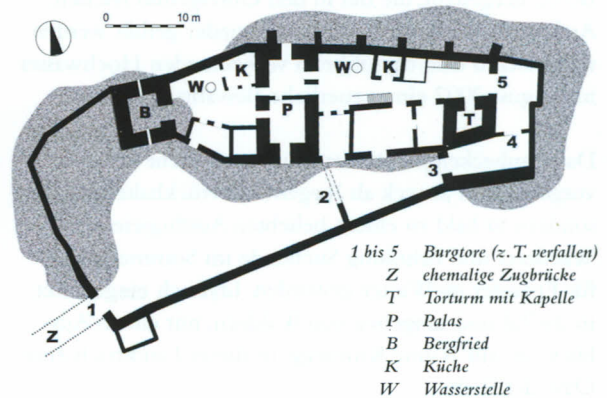 0 10 m
W K
W K
5
B
P
T
4
3
2
1
Z
1 bis 5 Burgtore (z. T. verfallen)
Z ehemalige Zugbrücke
T Torturm mit Kapelle
P Palas
B Bergfried
K Küche
W Wasserstelle